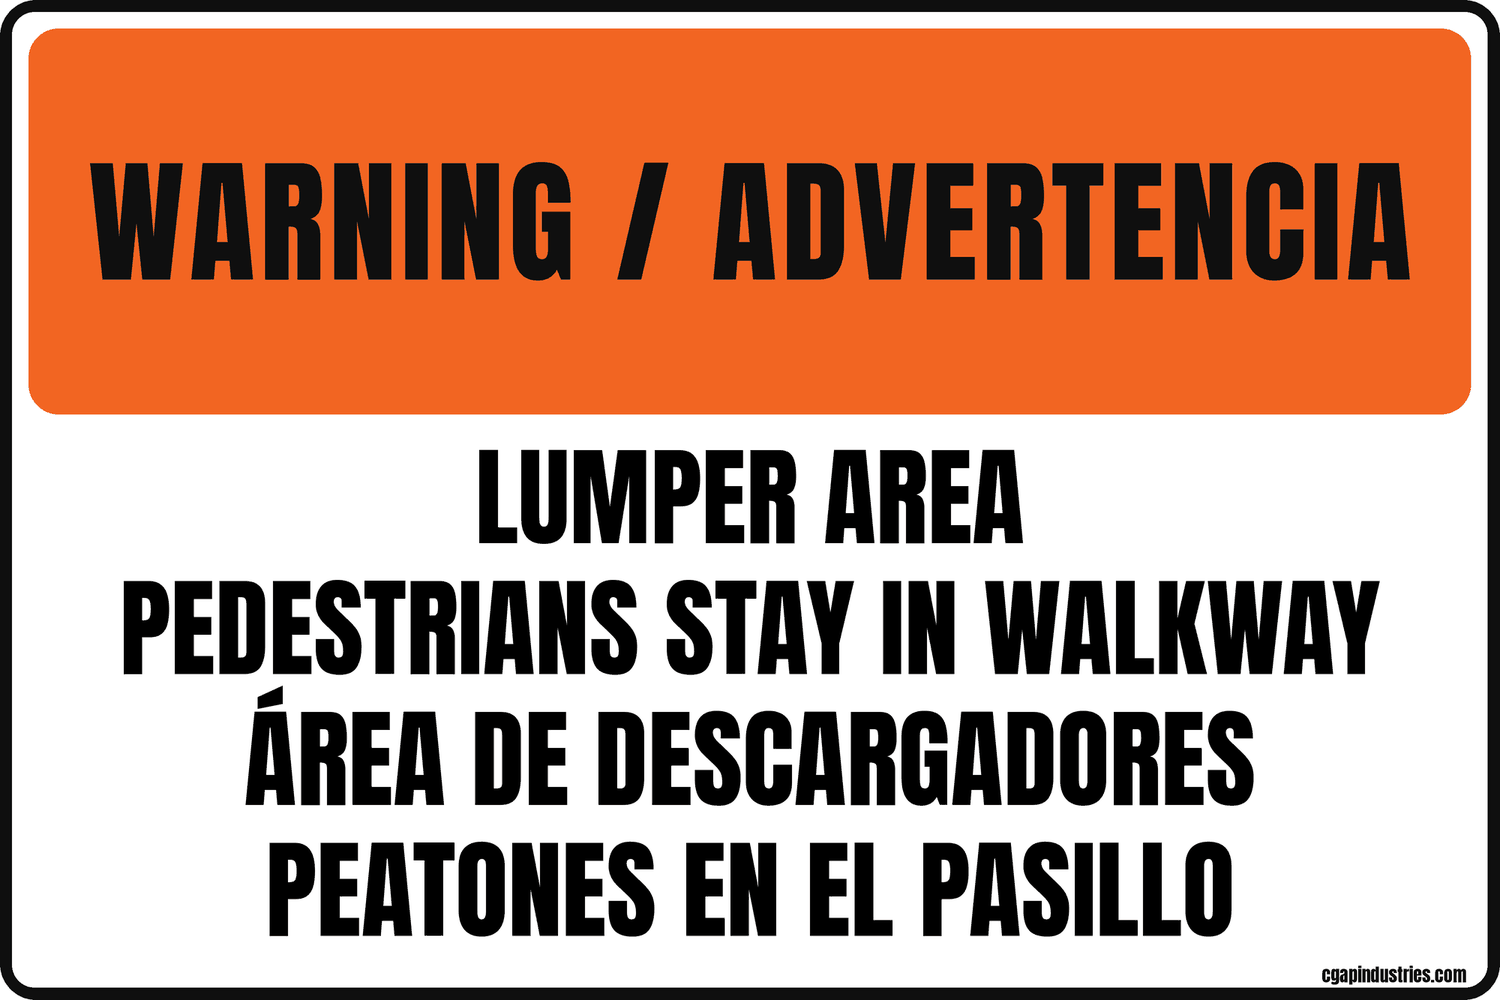 WARNING / ADVERTENCIA
LUMPER AREA
PEDESTRIANS STAY IN WALKWAY
ÁREA DE DESCARGADORES
PEATONES EN EL PASILLO
cgapindustries.com